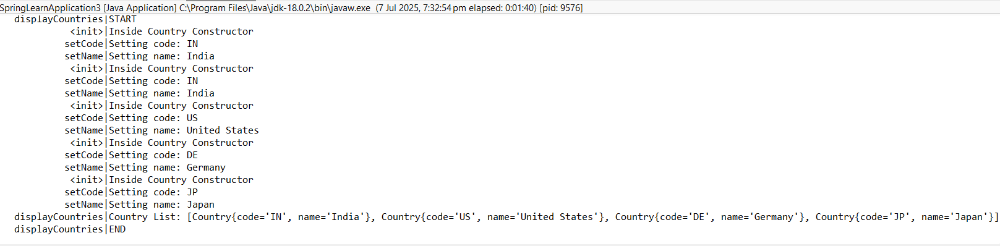 SpringLearnApplication3 [Java Application] C:\Program Files\Java\jdk-18.0.2\bin\javaw.exe  (7 Jul 2025, 7:32:54 pm elapsed: 0:01:40) [pid: 9576]
displayCountries|START
<init>|Inside Country Constructor
setCode|Setting code: IN
setName|Setting name: India
<init>|Inside Country Constructor
setCode|Setting code: IN
setName|Setting name: India
<init>|Inside Country Constructor
setCode|Setting code: US
setName|Setting name: United States
<init>|Inside Country Constructor
setCode|Setting code: DE
setName|Setting name: Germany
<init>|Inside Country Constructor
setCode|Setting code: JP
setName|Setting name: Japan
displayCountries|Country List: [Country{code='IN', name='India'}, Country{code='US', name='United States'}, Country{code='DE', name='Germany'}, Country{code='JP', name='Japan'}]
displayCountries|END